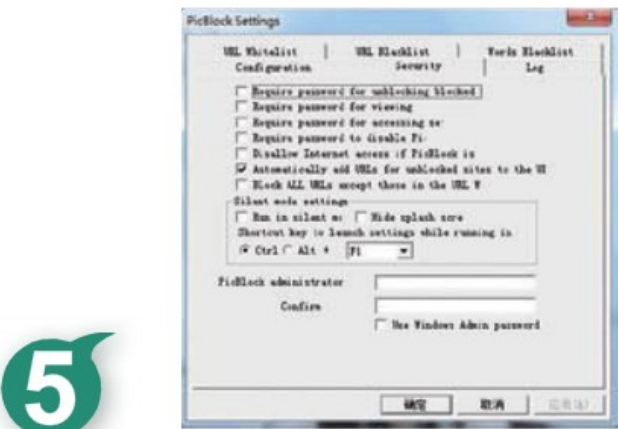 PicBlock Settings
URL Whitelist URL Blacklist Words Blacklist
Configuration Security Log
Require password for unblocking blocked
Require password for viewing
Require password for accessing se
Require password to disable Pi
Disallow Internet access if PicBlock is
Automatically add URLs for unblocked sites to the UR
Block ALL URLs except those in the URL W
Silent mode settings
Run in silent mo Hide splash scre
Shortcut key to launch settings while running in
Ctrl Alt + F1
PicBlock administrator
Confirm
Use Windows Admin password
确定 取消 应用(A)
5